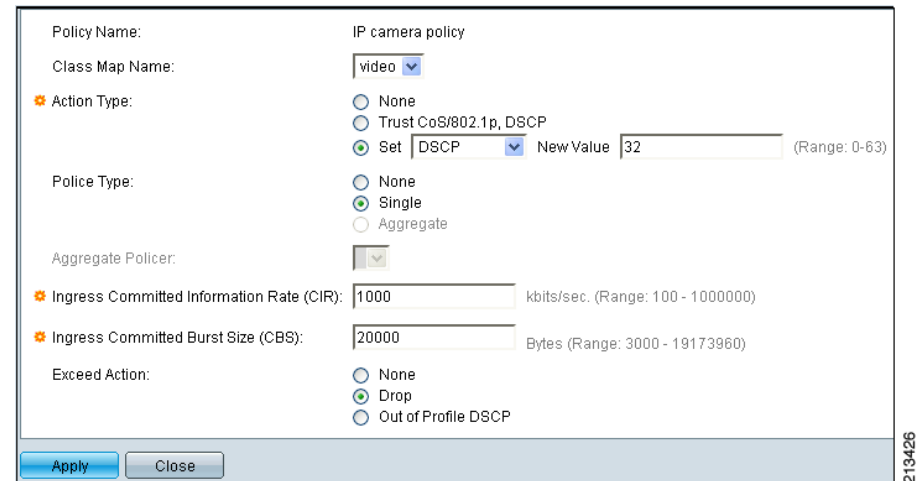 Policy Name: IP camera policy
Class Map Name: video
Action Type: None
Trust CoS/802.1p, DSCP
Set DSCP New Value 32 (Range: 0-63)
Police Type: None
Single
Aggregate
Aggregate Policer:
Ingress Committed Information Rate (CIR): 1000 kbits/sec. (Range: 100 - 1000000)
Ingress Committed Burst Size (CBS): 20000 Bytes (Range: 3000 - 19173960)
Exceed Action: None
Drop
Out of Profile DSCP
Apply Close
213426